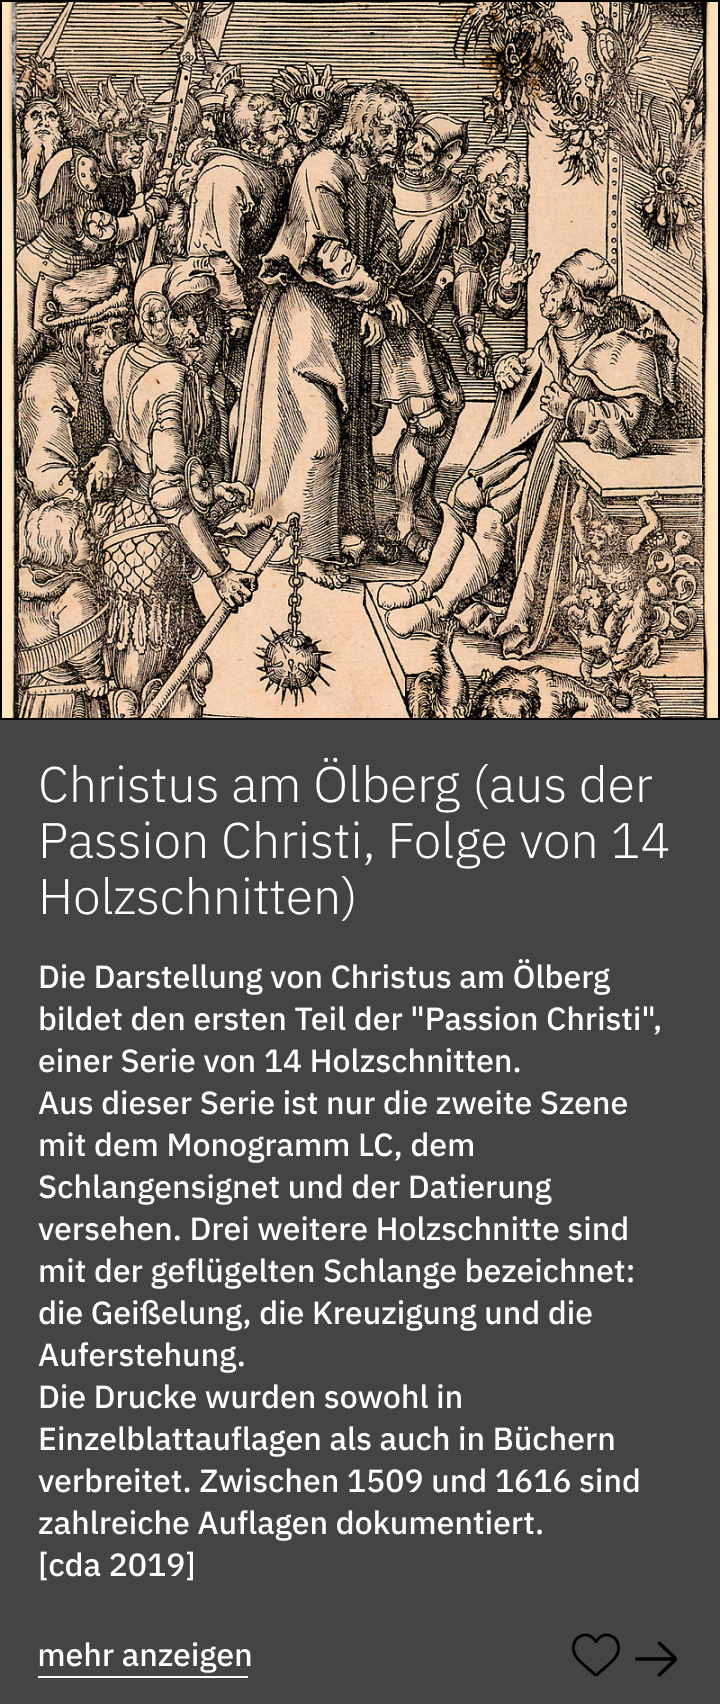 Christus am Ölberg (aus der
Passion Christi, Folge von 14
Holzschnitten)
Die Darstellung von Christus am Ölberg
bildet den ersten Teil der "Passion Christi",
einer Serie von 14 Holzschnitten.
Aus dieser Serie ist nur die zweite Szene
mit dem Monogramm LC, dem
Schlangensignet und der Datierung
versehen. Drei weitere Holzschnitte sind
mit der geflügelten Schlange bezeichnet:
die Geißelung, die Kreuzigung und die
Auferstehung.
Die Drucke wurden sowohl in
Einzelblattauflagen als auch in Büchern
verbreitet. Zwischen 1509 und 1616 sind
zahlreiche Auflagen dokumentiert.
[cda 2019]
mehr anzeigen